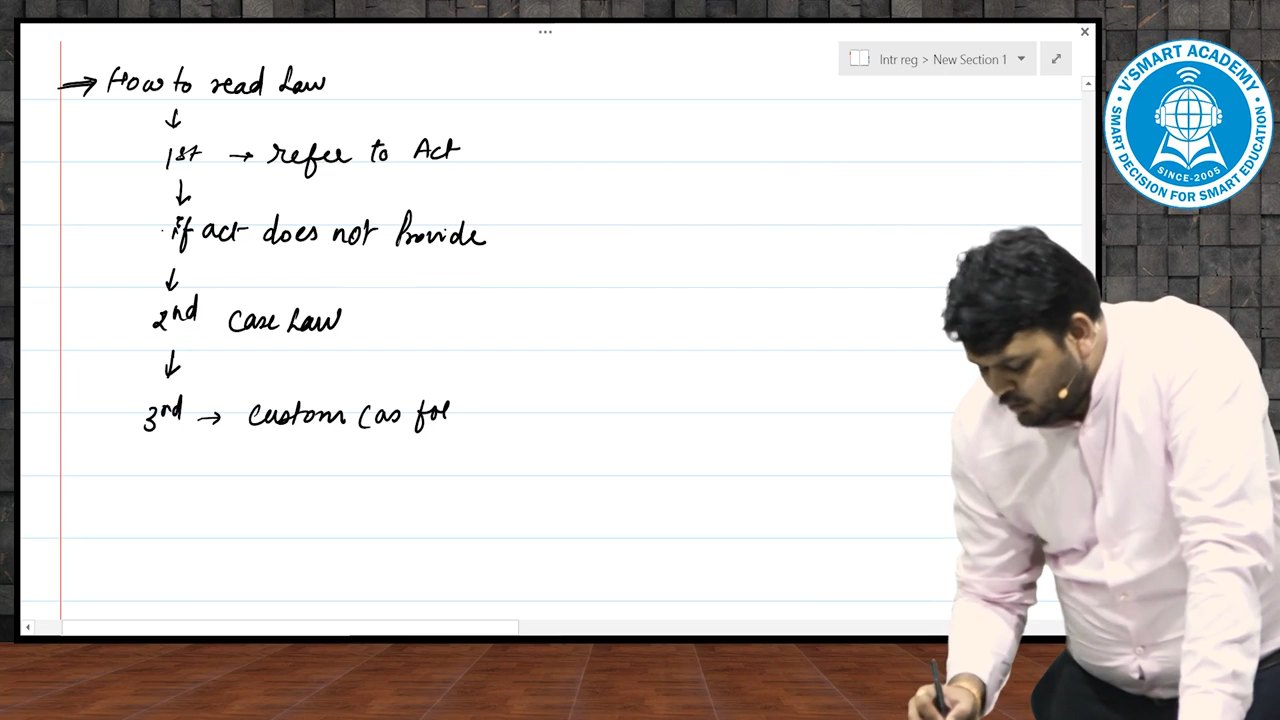 Intr reg > New Section 1
⇒ How to read Law
↓
1st → refer to Act
↓
if act does not Provide
↓
2nd Case Law
↓
3rd → Custom (as fol
V'SMART ACADEMY
SINCE-2005
SMART DECISION FOR SMART EDUCATION